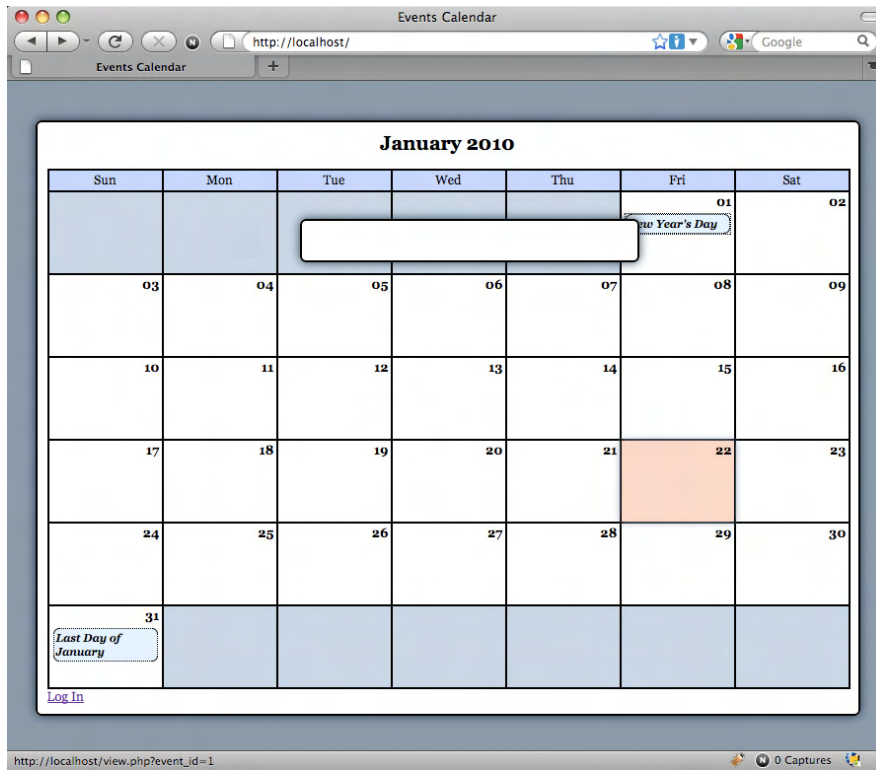 Events Calendar
http://localhost/
Google
Events Calendar
January 2010
Sun Mon Tue Wed Thu Fri Sat
01 02
Year's Day
03 04 05 06 07 08 09
10 11 12 13 14 15 16
17 18 19 20 21 22 23
24 25 26 27 28 29 30
31
Last Day of
January
Log In
http://localhost/view.php?event_id=1
0 Captures